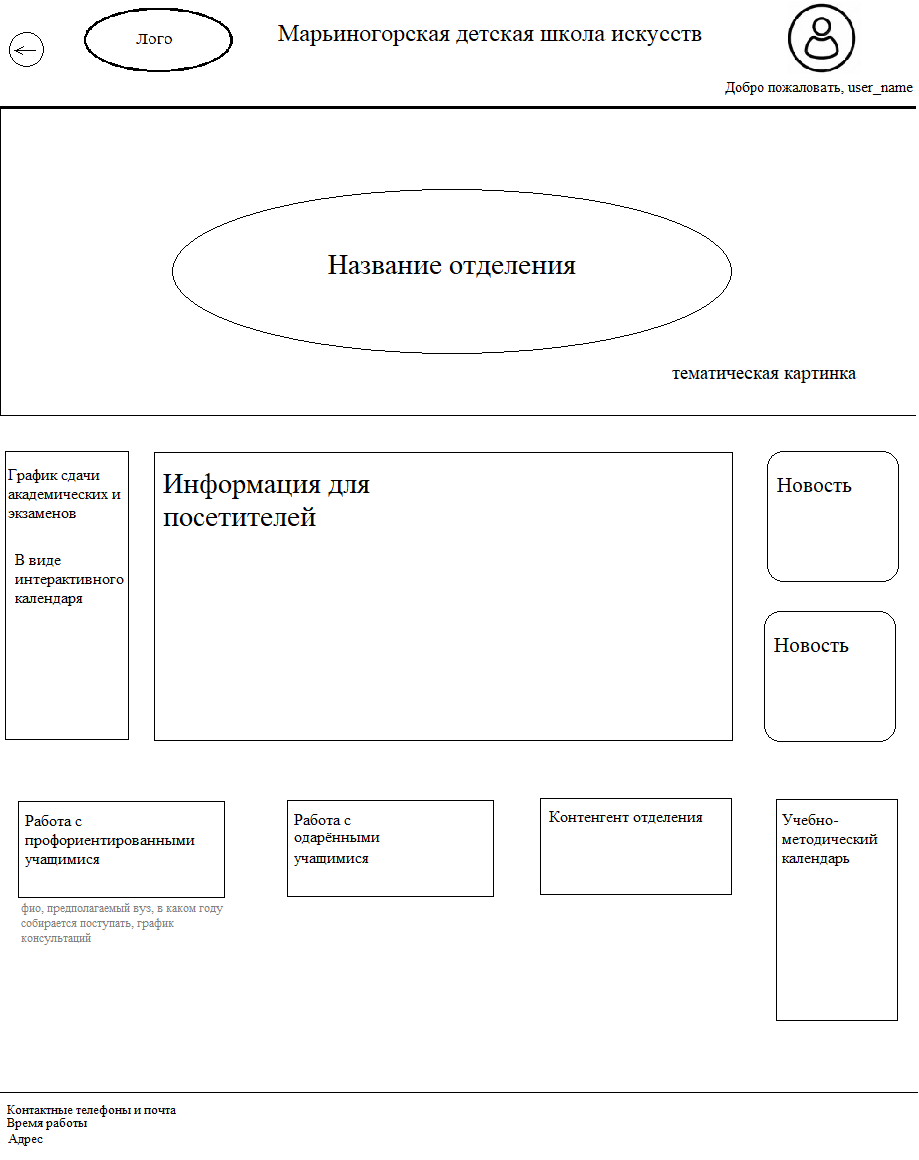 Лого
Марьиногорская детская школа искусств
Добро пожаловать, user_name
Название отделения
тематическая картинка
График сдачи
академических и
экзаменов
В виде
интерактивного
календаря
Информация для
посетителей
Новость
Новость
Работа с
профориентированными
учащимися
фио, предполагаемый вуз, в каком году
собирается поступать, график
консультаций
Работа с
одарёнными
учащимися
Контенгент отделения
Учебно-
методический
календарь
Контактные телефоны и почта
Время работы
Адрес